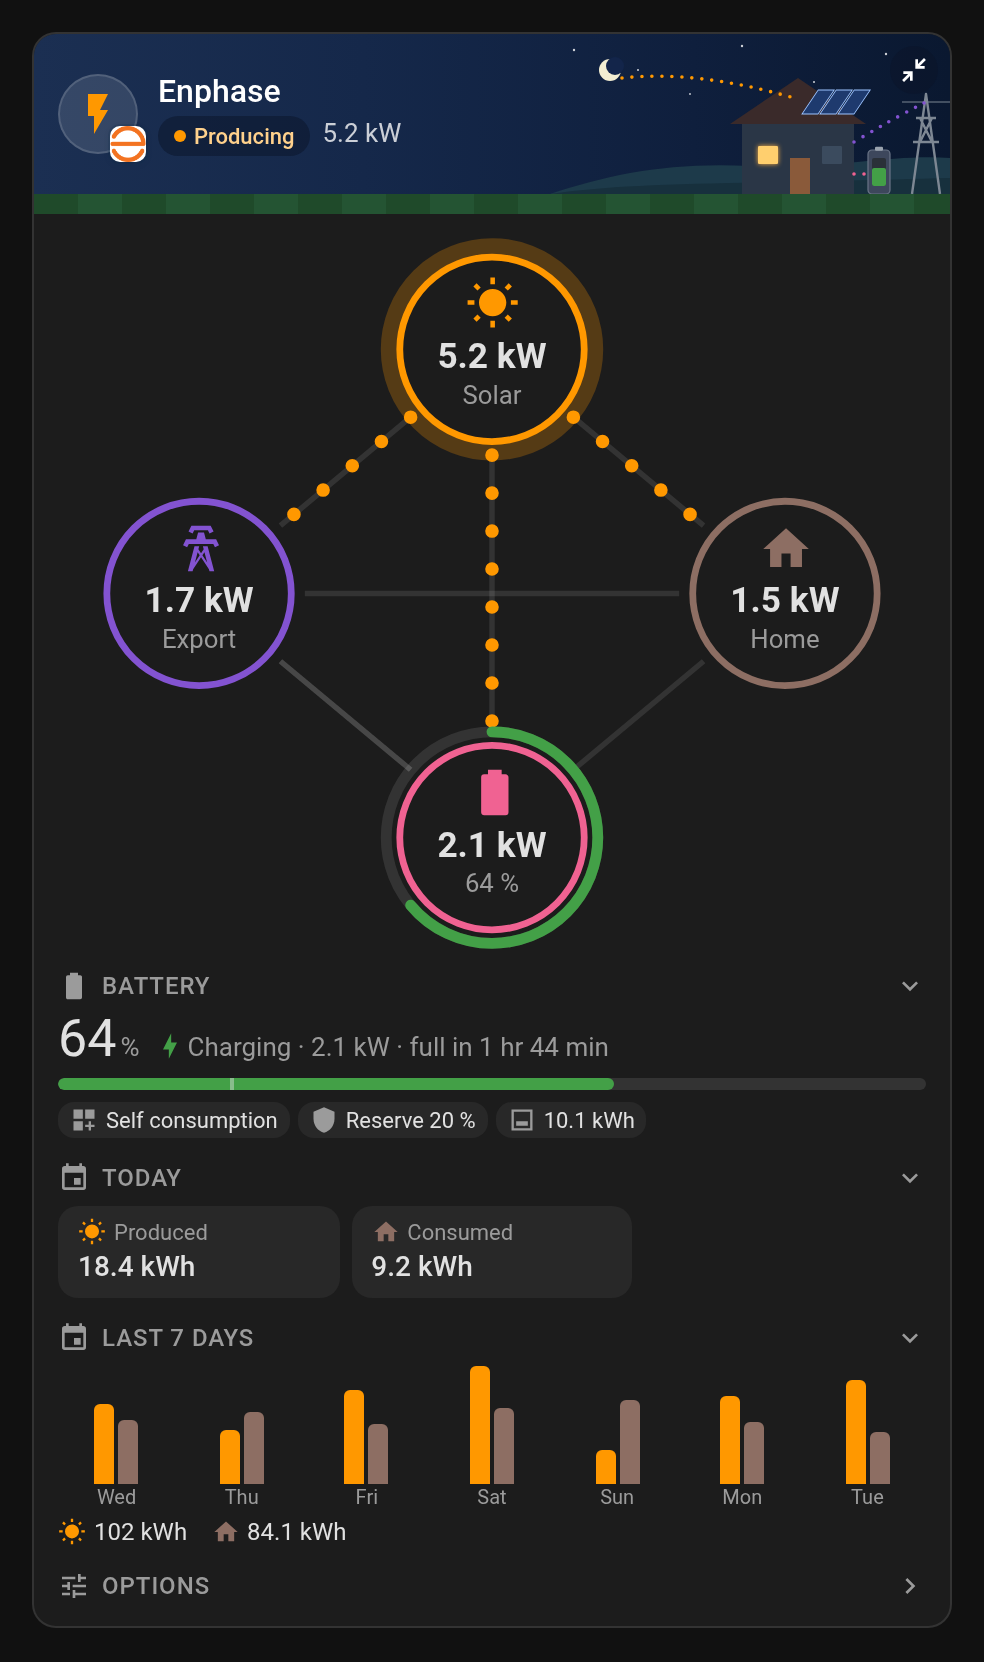 Enphase
Producing 5.2 kW
5.2 kW
Solar
1.7 kW
Export
1.5 kW
Home
2.1 kW
64 %
BATTERY
64 % Charging · 2.1 kW · full in 1 hr 44 min
Self consumption Reserve 20 % 10.1 kWh
TODAY
Produced Consumed
18.4 kWh 9.2 kWh
LAST 7 DAYS
Wed Thu Fri Sat Sun Mon Tue
102 kWh 84.1 kWh
OPTIONS